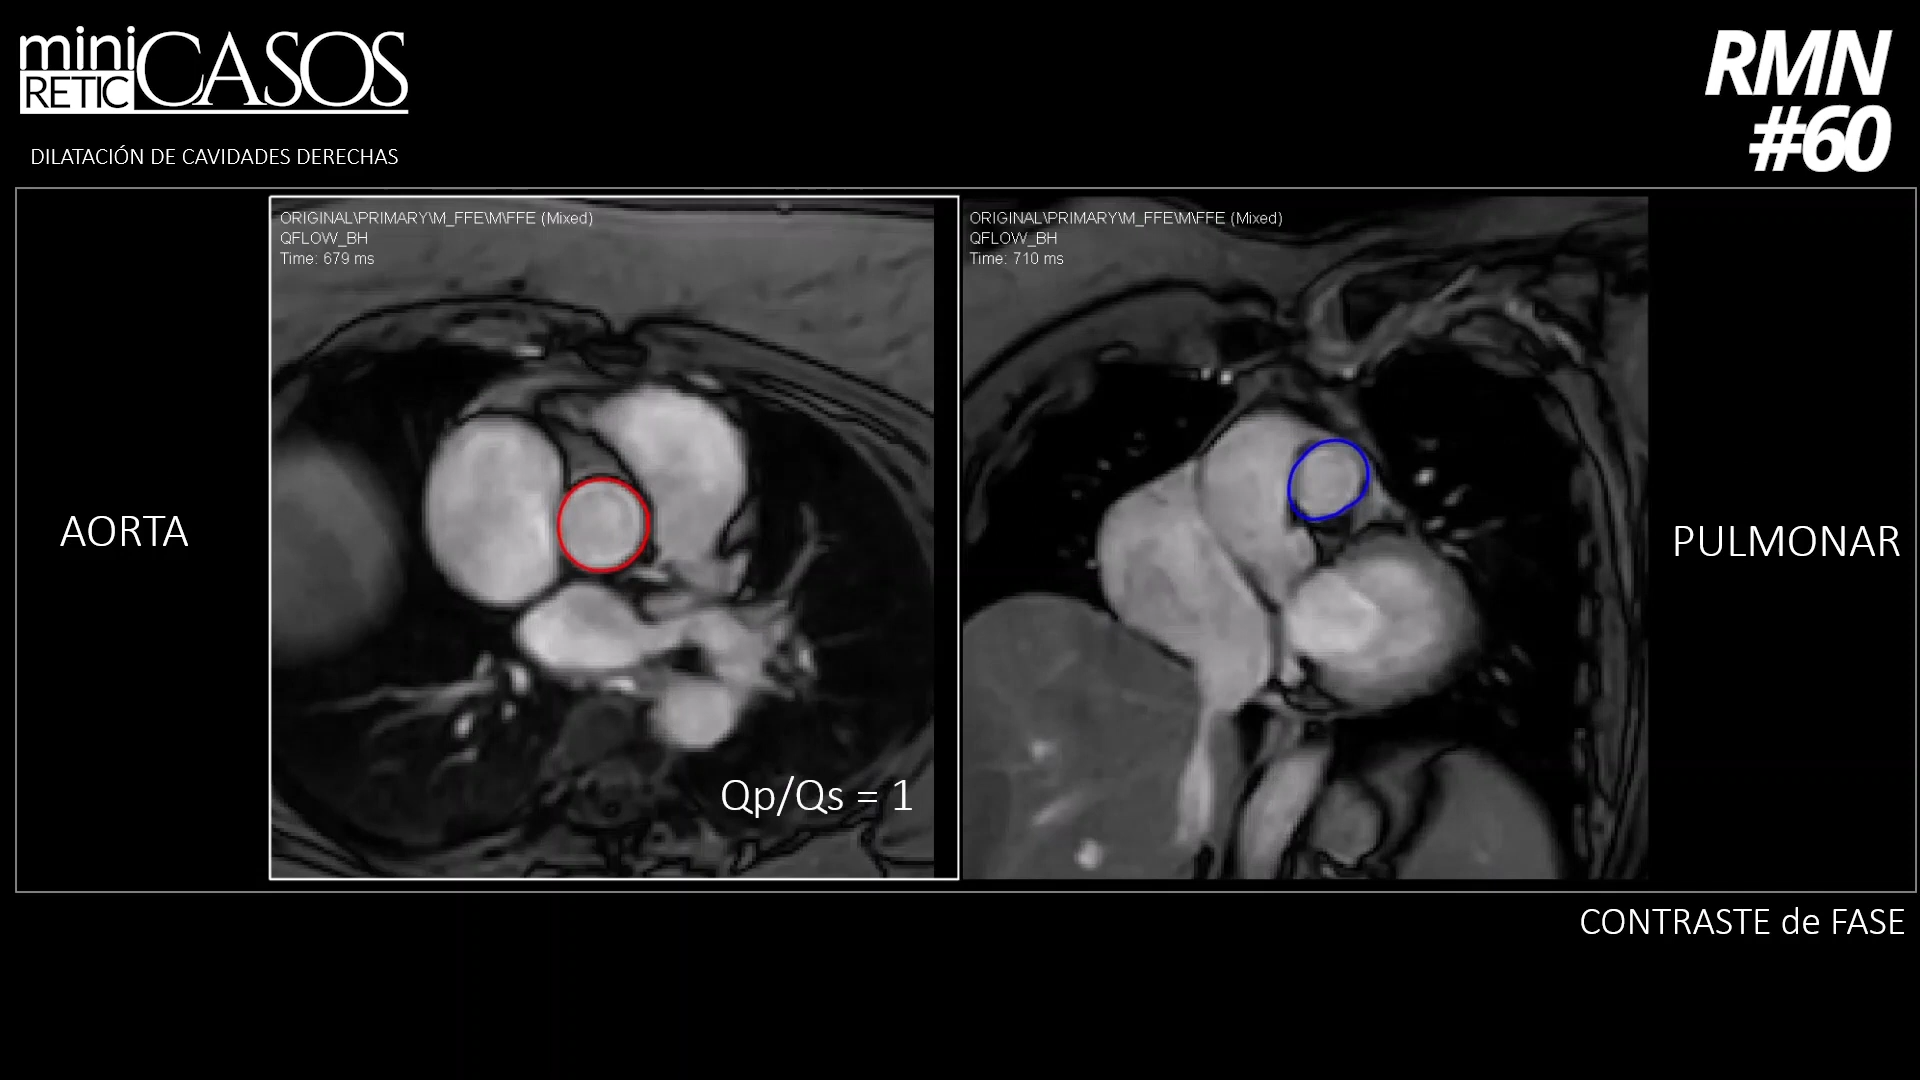 mini
RETIC CASOS
RMN
#60
DILATACIÓN DE CAVIDADES DERECHAS
ORIGINAL\PRIMARY\M_FFE\M\FFE (Mixed)
QFLOW_BH
Time: 679 ms
ORIGINAL\PRIMARY\M_FFE\M\FFE (Mixed)
QFLOW_BH
Time: 710 ms
AORTA
PULMONAR
Qp/Qs = 1
CONTRASTE de FASE